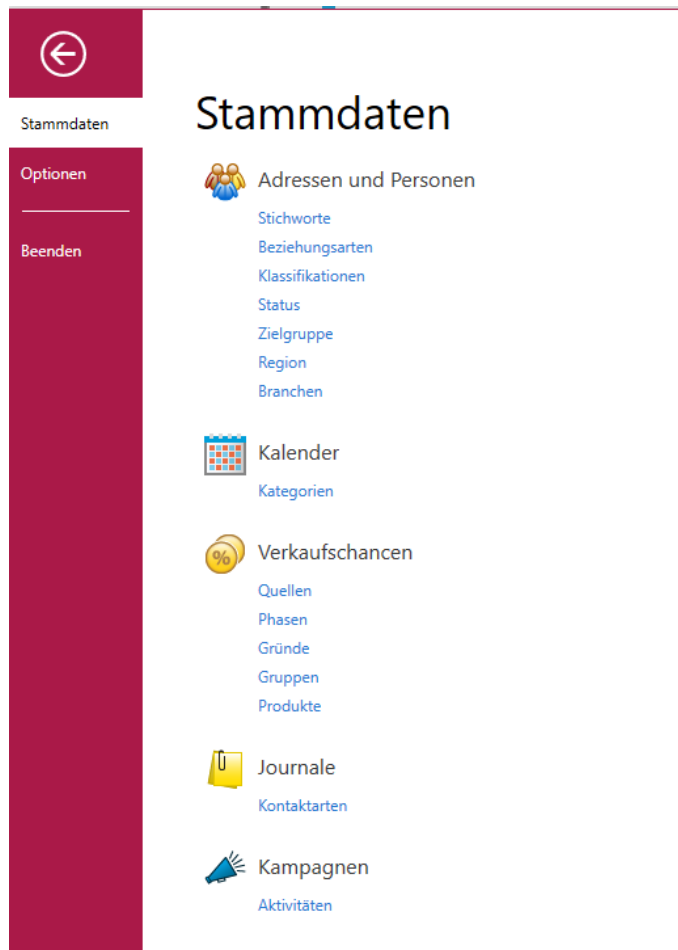 Stammdaten
Optionen
Beenden
Stammdaten
Adressen und Personen
Stichworte
Beziehungsarten
Klassifikationen
Status
Zielgruppe
Region
Branchen
Kalender
Kategorien
%
Verkaufschancen
Quellen
Phasen
Gründe
Gruppen
Produkte
Journale
Kontaktarten
Kampagnen
Aktivitäten